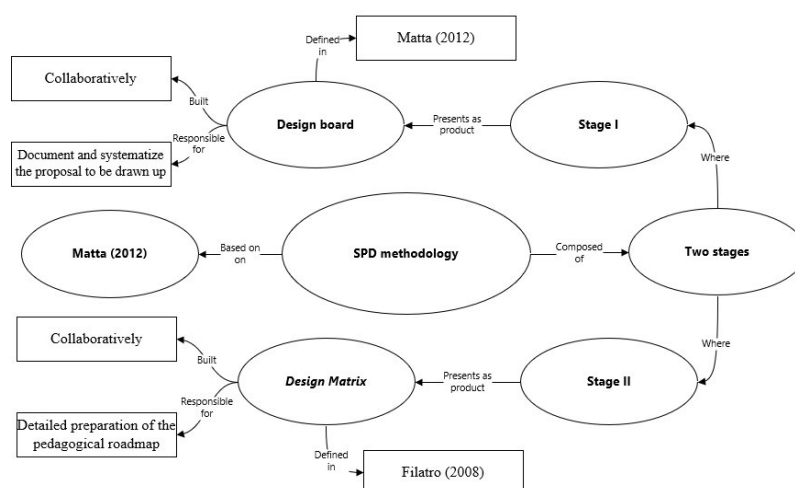 Matta (2012)
Defined
in
Collaboratively
Built
Design board
Presents as
product
Stage I
Responsible
for
Document and systematize
the proposal to be drawn up
Where
Matta (2012)
Based on
on
SPD methodology
Composed
of
Two stages
Collaboratively
Built
Where
Design Matrix
Presents as
product
Stage II
Responsible
for
Detailed preparation of the
pedagogical roadmap
Defined
in
Filatro (2008)